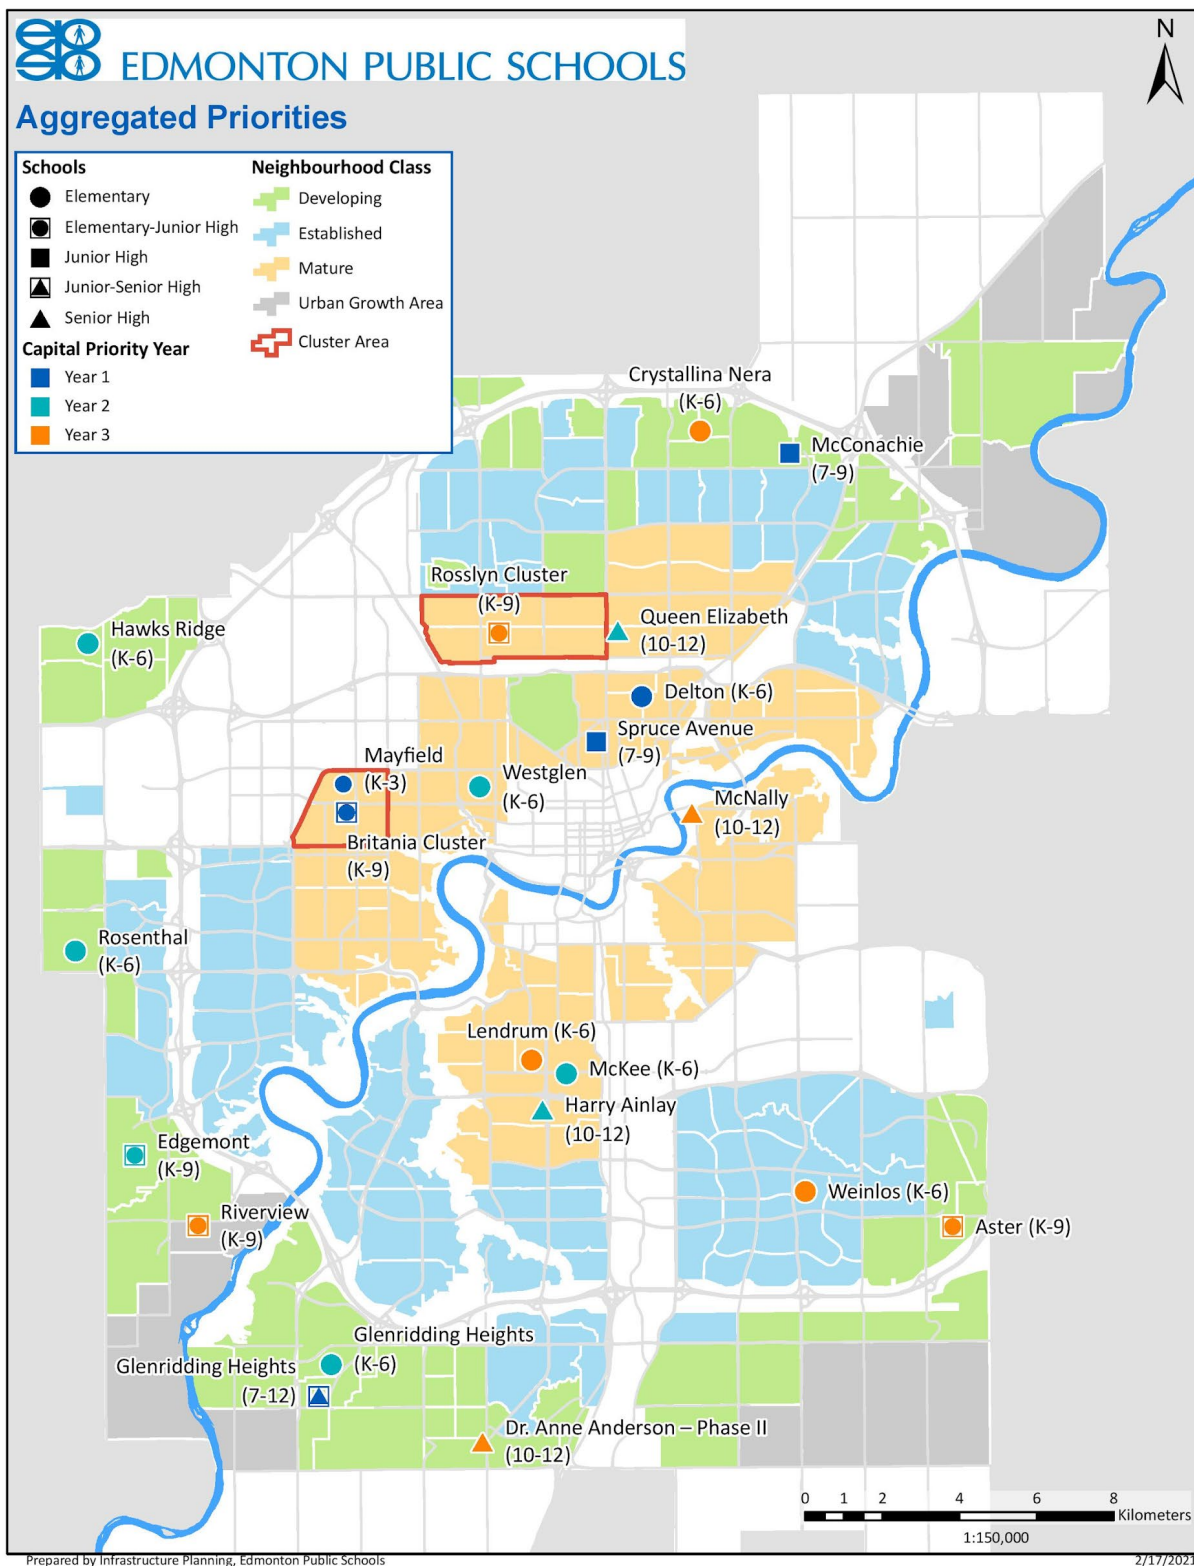 N
EDMONTON PUBLIC SCHOOLS
Aggregated Priorities
Schools
Elementary
Elementary-Junior High
Junior High
Junior-Senior High
Senior High
Capital Priority Year
Year 1
Year 2
Year 3
Neighbourhood Class
Developing
Established
Mature
Urban Growth Area
Cluster Area
Crystallina Nera
(K-6)
McConachie
(7-9)
Rosslyn Cluster
(K-9)
Queen Elizabeth
(10-12)
Hawks Ridge
(K-6)
Delton (K-6)
Spruce Avenue
(7-9)
Mayfield
(K-3)
Westglen
(K-6)
McNally
(10-12)
Britania Cluster
(K-9)
Rosenthal
(K-6)
Lendrum (K-6)
McKee (K-6)
Harry Ainlay
(10-12)
Edgemont
(K-9)
Weinlos (K-6)
Riverview
(K-9)
Aster (K-9)
Glenridding Heights
(K-6)
Glenridding Heights
(7-12)
Dr. Anne Anderson – Phase II
(10-12)
0 1 2 4 6 8
Kilometers
1:150,000
Prepared by Infrastructure Planning, Edmonton Public Schools
2/17/2021